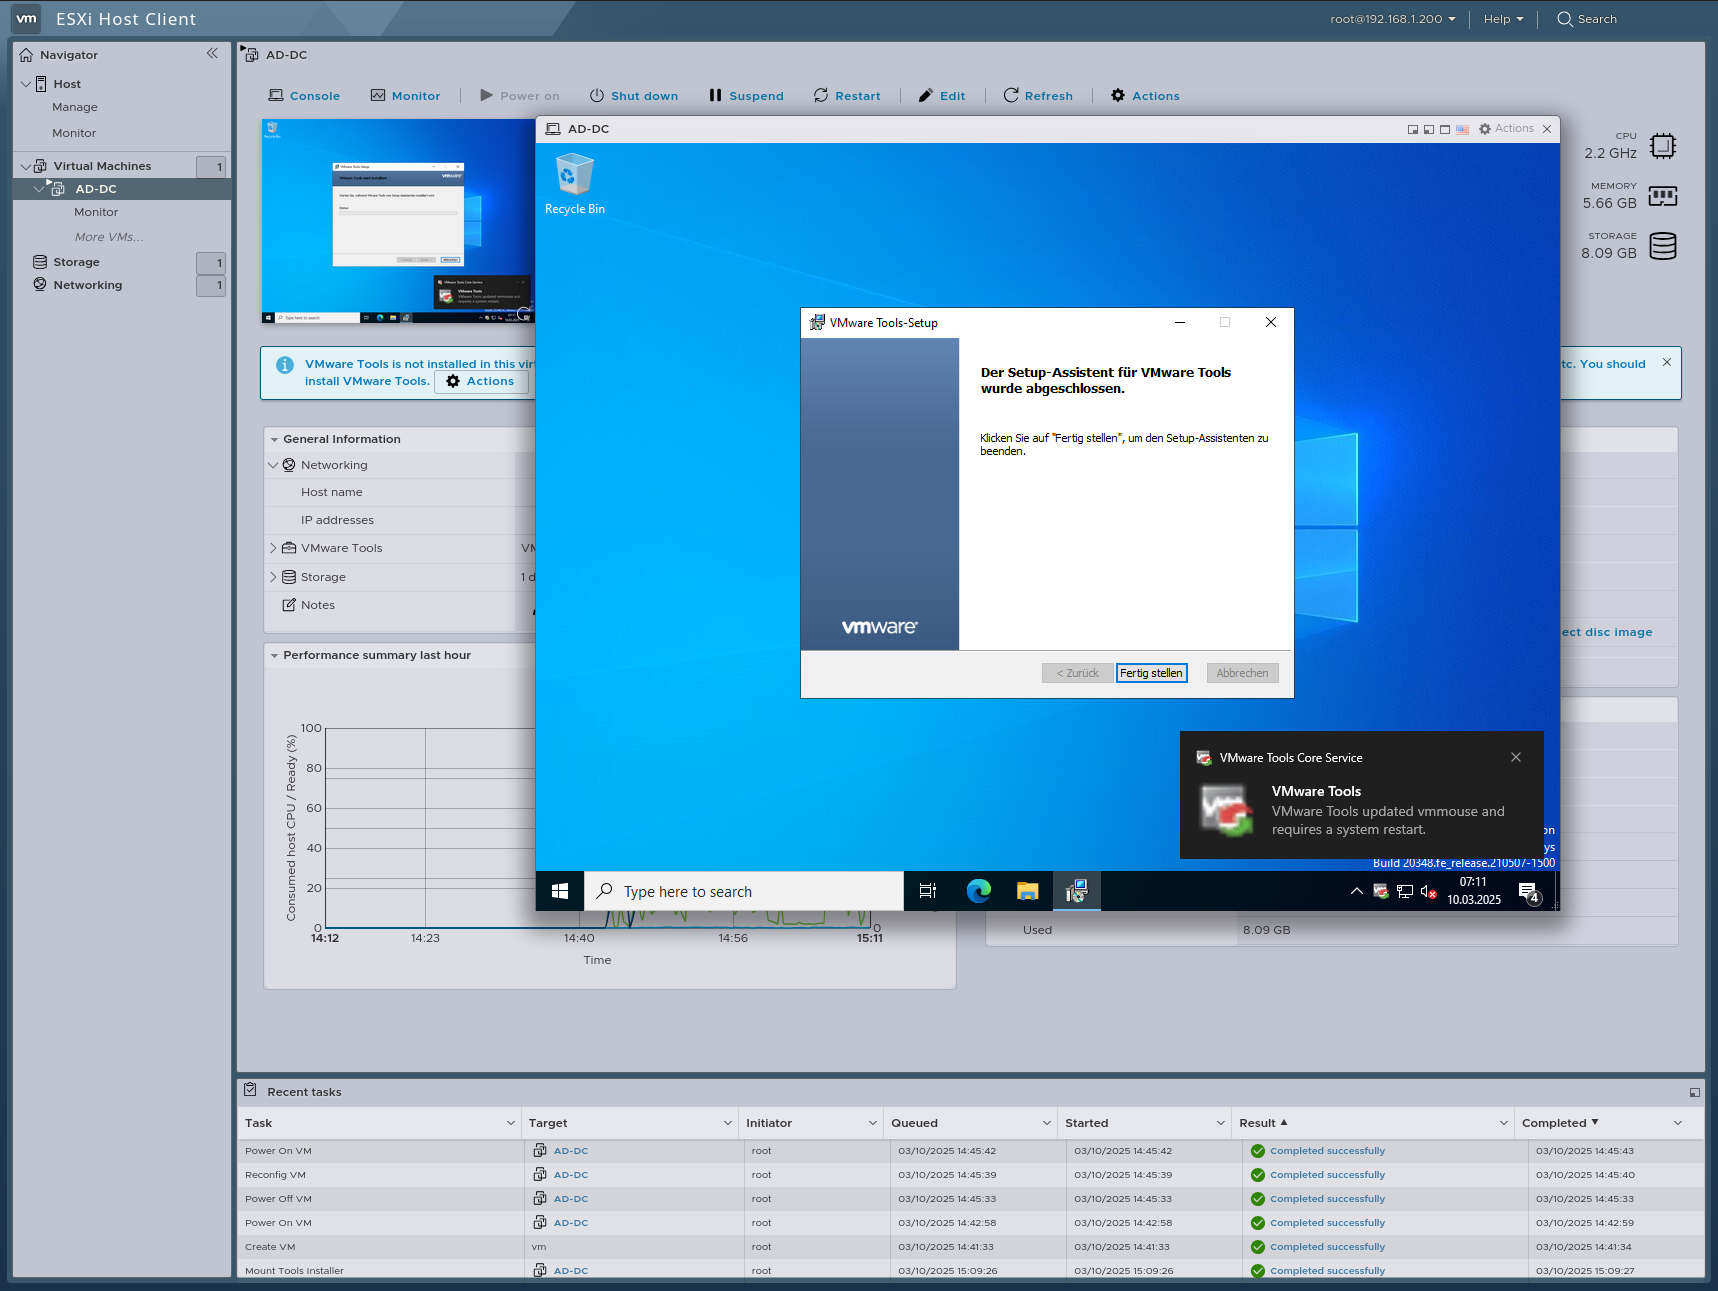 vm ESXi Host Client
root@192.168.1.200
Help
Search
Navigator
Host
Manage
Monitor
Virtual Machines 1
AD-DC
Monitor
More VMs...
Storage 1
Networking 1
AD-DC
Console
Monitor
Power on
Shut down
Suspend
Restart
Edit
Refresh
Actions
CPU
2.2 GHz
MEMORY
5.66 GB
STORAGE
8.09 GB
VMware Tools is not installed in this
install VMware Tools.
Actions
tc. You should
General Information
Networking
Host name
IP addresses
VMware Tools
Storage
Notes
ect disc image
Performance summary last hour
Consumed host CPU / Ready (%)
100
80
60
40
20
0
0
14:12
14:23
14:40
14:56
15:11
Time
Used
8.09 GB
AD-DC
Actions
Recycle Bin
VMware Tools-Setup
Der Setup-Assistent für VMware Tools
wurde abgeschlossen.
Klicken Sie auf "Fertig stellen", um den Setup-Assistenten zu
beenden.
vmware
< Zurück
Fertig stellen
Abbrechen
VMware Tools Core Service
VMware Tools
VMware Tools updated vmmouse and
requires a system restart.
on
ys
Build 20348.fe_release.210507-1500
Type here to search
07:11
10.03.2025
4
Recent tasks
Task Target Initiator Queued Started Result Completed
Power On VM AD-DC root 03/10/2025 14:45:42 03/10/2025 14:45:42 Completed successfully 03/10/2025 14:45:43
Reconfig VM AD-DC root 03/10/2025 14:45:39 03/10/2025 14:45:39 Completed successfully 03/10/2025 14:45:40
Power Off VM AD-DC root 03/10/2025 14:45:33 03/10/2025 14:45:33 Completed successfully 03/10/2025 14:45:33
Power On VM AD-DC root 03/10/2025 14:42:58 03/10/2025 14:42:58 Completed successfully 03/10/2025 14:42:59
Create VM vm root 03/10/2025 14:41:33 03/10/2025 14:41:33 Completed successfully 03/10/2025 14:41:34
Mount Tools Installer AD-DC root 03/10/2025 15:09:26 03/10/2025 15:09:26 Completed successfully 03/10/2025 15:09:27